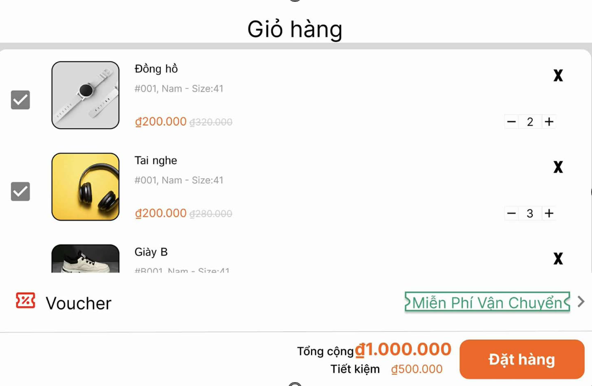 Giỏ hàng
Đồng hồ
X
#001, Nam - Size:41
₫200.000 ₫320.000
− 2 +
Tai nghe
X
#001, Nam - Size:41
₫200.000 ₫280.000
− 3 +
Giày B
X
#B001, Nam - Size:41
Voucher
Miễn Phí Vận Chuyển
Tổng cộng ₫1.000.000
Tiết kiệm ₫500.000
Đặt hàng